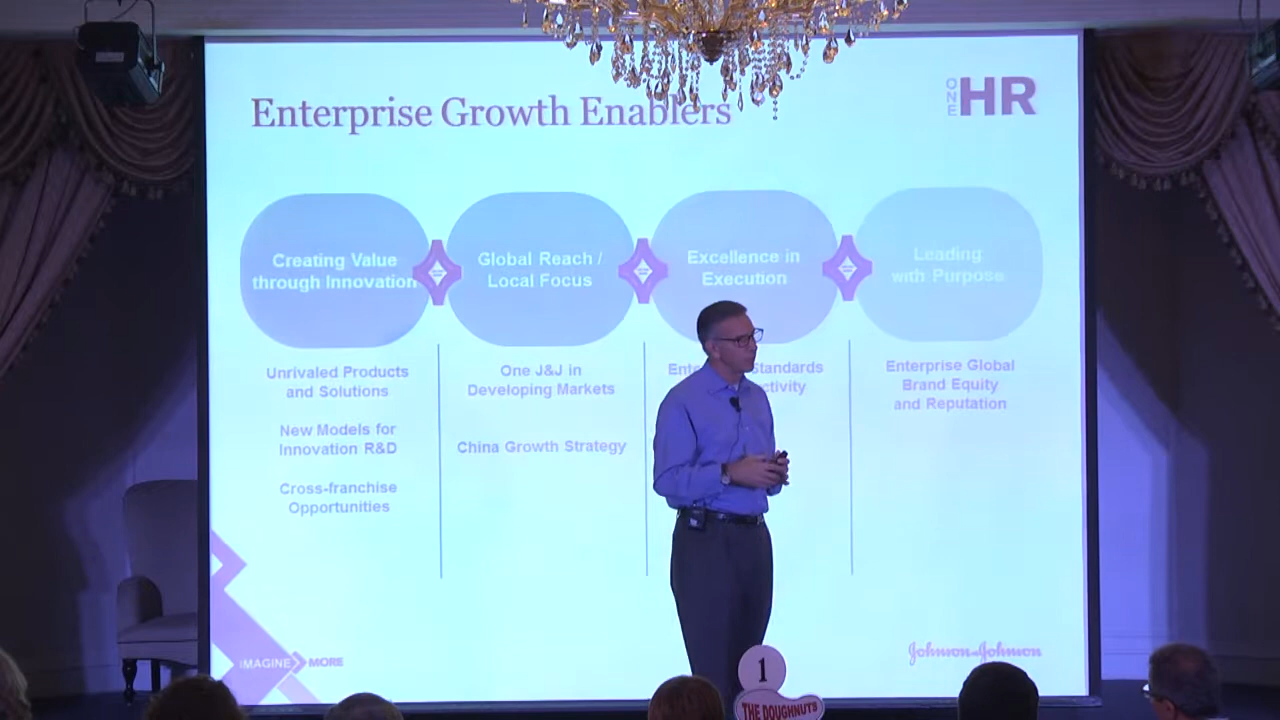 Enterprise Growth Enablers
ONE
HR
Creating Value
through Innovation
Global Reach /
Local Focus
Excellence in
Execution
Leading
with Purpose
Unrivaled Products
and Solutions
New Models for
Innovation R&D
Cross-franchise
Opportunities
One J&J in
Developing Markets
China Growth Strategy
Standards
Enterprise Global
Brand Equity
and Reputation
IMAGINE MORE
Johnson & Johnson
1
THE DOUGHNUTS